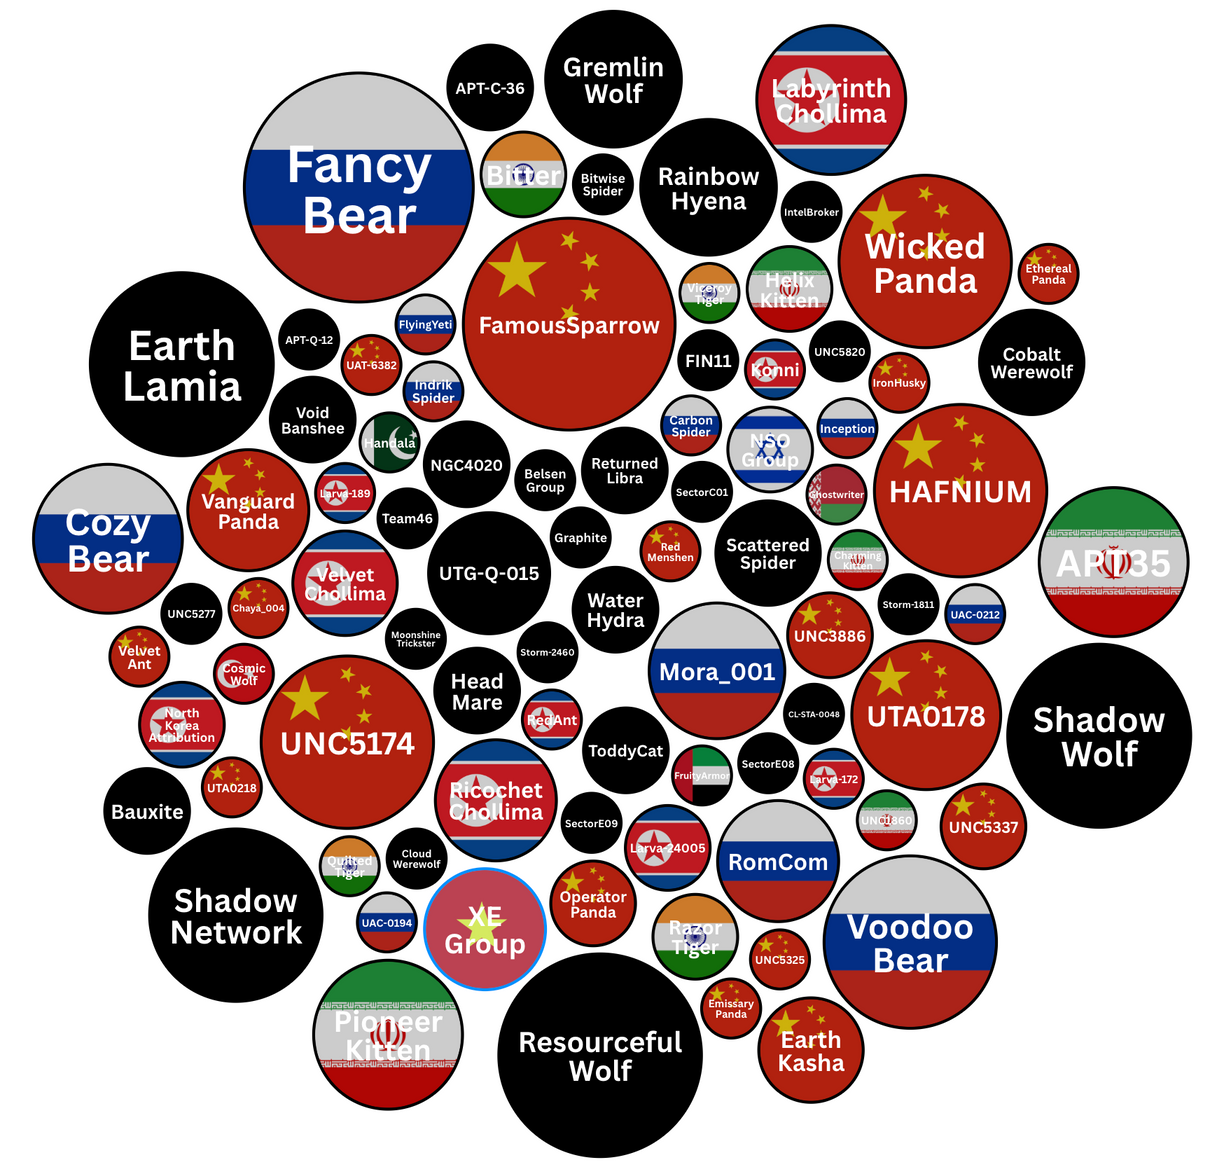 Gremlin
Wolf
APT-C-36
Labyrinth
Chollima
Fancy
Bear
Bitter
Bitwise
Spider
Rainbow
Hyena
IntelBroker
Wicked
Panda
Ethereal
Panda
FamousSparrow
Viceroy
Tiger
Helix
Kitten
Earth
Lamia
APT-Q-12
FlyingYeti
UAT-6382
Indrik
Spider
FIN11
Konni
UNC5820
IronHusky
Cobalt
Werewolf
Void
Banshee
Handala
NGC4020
Belsen
Group
Returned
Libra
Carbon
Spider
NSO
Group
Inception
SectorC01
Ghostwriter
HAFNIUM
Cozy
Bear
Vanguard
Panda
Larva-189
Team46
Graphite
Red
Menshen
Scattered
Spider
Charming
Kitten
APT35
Velvet
Chollima
UTG-Q-015
UNC5277
Chaya_004
Water
Hydra
UNC3886
Storm-1811
UAC-0212
Velvet
Ant
Cosmic
Wolf
Moonshine
Trickster
Storm-2460
Mora_001
North
Korea
Attribution
UNC5174
Head
Mare
RedAnt
CL-STA-0048
UTA0178
Shadow
Wolf
UTA0218
Bauxite
Ricochet
Chollima
ToddyCat
FruityArmor
SectorE08
Larva-172
SectorE09
UNC1860
UNC5337
Quilted
Tiger
Cloud
Werewolf
Larva-24005
RomCom
Shadow
Network
UAC-0194
XE
Group
Operator
Panda
Razor
Tiger
UNC5325
Voodoo
Bear
Pioneer
Kitten
Resourceful
Wolf
Emissary
Panda
Earth
Kasha